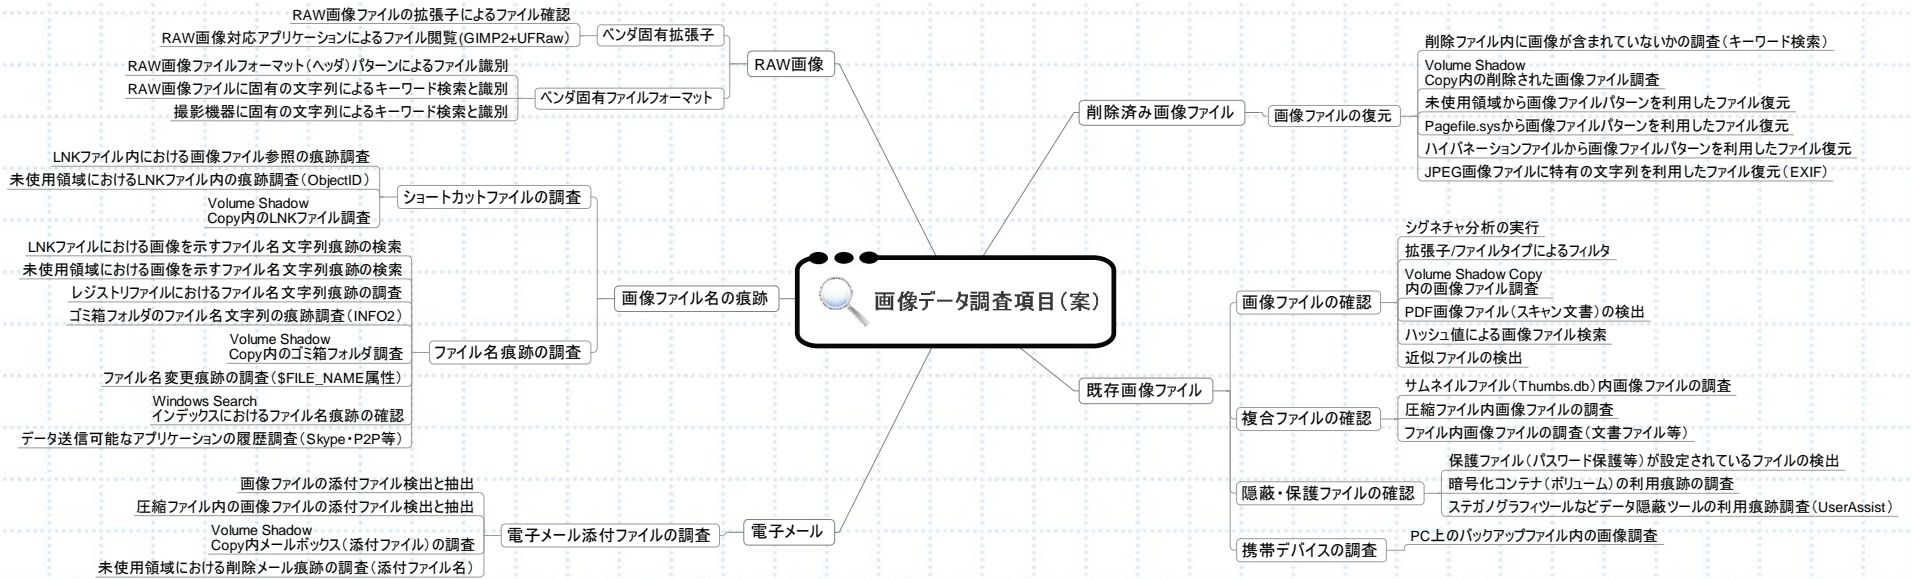 画像データ調査項目(案)
RAW画像
ベンダ固有拡張子
RAW画像ファイルの拡張子によるファイル確認
RAW画像対応アプリケーションによるファイル閲覧(GIMP2+UFRaw)
ベンダ固有ファイルフォーマット
RAW画像ファイルフォーマット(ヘッダ)パターンによるファイル識別
RAW画像ファイルに固有の文字列によるキーワード検索と識別
撮影機器に固有の文字列によるキーワード検索と識別
画像ファイル名の痕跡
ショートカットファイルの調査
LNKファイル内における画像ファイル参照の痕跡調査
未使用領域におけるLNKファイル内の痕跡調査(ObjectID)
Volume Shadow
Copy内のLNKファイル調査
ファイル名痕跡の調査
LNKファイルにおける画像を示すファイル名文字列痕跡の検索
未使用領域における画像を示すファイル名文字列痕跡の検索
レジストリファイルにおけるファイル名文字列痕跡の調査
ゴミ箱フォルダのファイル名文字列の痕跡調査(INFO2)
Volume Shadow
Copy内のゴミ箱フォルダ調査
ファイル名変更痕跡の調査($FILE_NAME属性)
Windows Search
インデックスにおけるファイル名痕跡の確認
データ送信可能なアプリケーションの履歴調査(Skype・P2P等)
電子メール
電子メール添付ファイルの調査
画像ファイルの添付ファイル検出と抽出
圧縮ファイル内の画像ファイルの添付ファイル検出と抽出
Volume Shadow
Copy内メールボックス(添付ファイル)の調査
未使用領域における削除メール痕跡の調査(添付ファイル名)
削除済み画像ファイル
画像ファイルの復元
削除ファイル内に画像が含まれていないかの調査(キーワード検索)
Volume Shadow
Copy内の削除された画像ファイル調査
未使用領域から画像ファイルパターンを利用したファイル復元
Pagefile.sysから画像ファイルパターンを利用したファイル復元
ハイバネーションファイルから画像ファイルパターンを利用したファイル復元
JPEG画像ファイルに特有の文字列を利用したファイル復元(EXIF)
既存画像ファイル
画像ファイルの確認
シグネチャ分析の実行
拡張子/ファイルタイプによるフィルタ
Volume Shadow Copy
内の画像ファイル調査
PDF画像ファイル(スキャン文書)の検出
ハッシュ値による画像ファイル検索
近似ファイルの検出
複合ファイルの確認
サムネイルファイル(Thumbs.db)内画像ファイルの調査
圧縮ファイル内画像ファイルの調査
ファイル内画像ファイルの調査(文書ファイル等)
隠蔽・保護ファイルの確認
保護ファイル(パスワード保護等)が設定されているファイルの検出
暗号化コンテナ(ボリューム)の利用痕跡の調査
ステガノグラフィツールなどデータ隠蔽ツールの利用痕跡調査(UserAssist)
携帯デバイスの調査
PC上のバックアップファイル内の画像調査